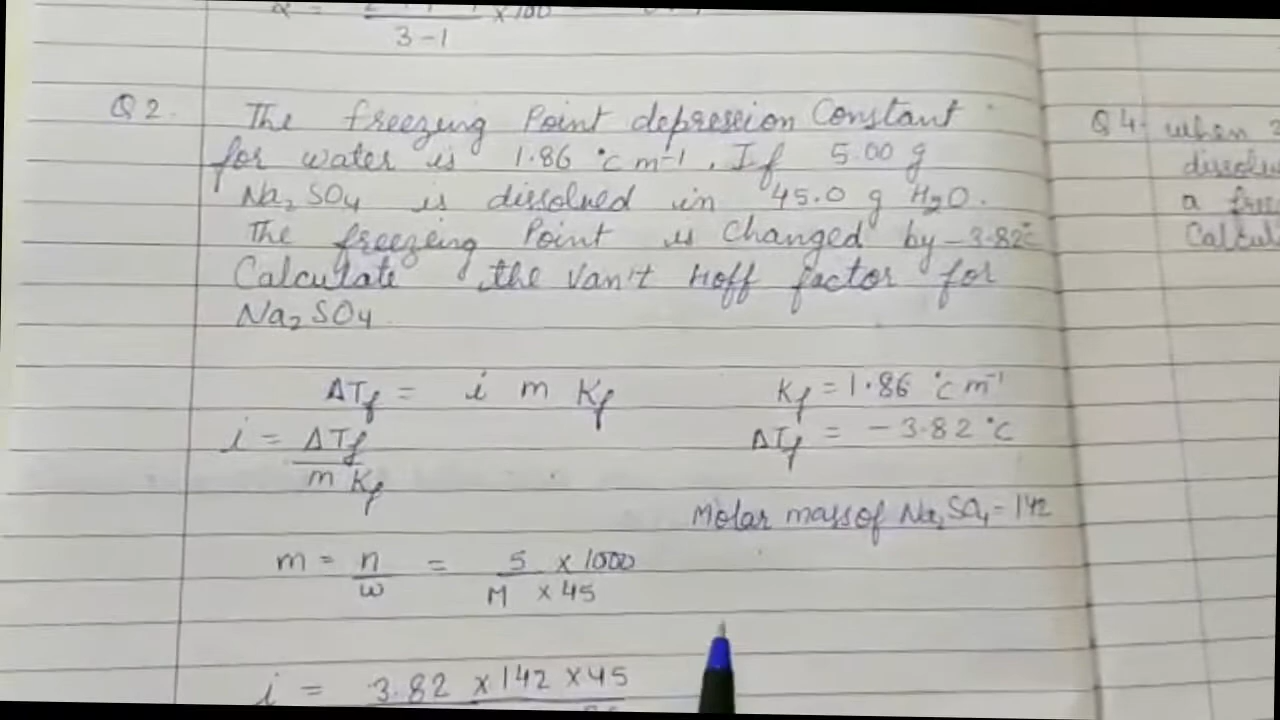 3-1
Q2. The freezing Point depression Constant
for water is 1.86 °c m⁻¹. If 5.00 g
Na₂SO₄ is dissolved in 45.0 g H₂O.
The freezeing Point is Changed by -3.82°c
Calculate the Van't Hoff factor for
Na₂SO₄
ΔTf = i m Kf
Kf = 1.86 °c m⁻¹
i = ΔTf / m Kf
ΔTf = -3.82 °C
Molar mass of Na₂SO₄ = 142
m = n / w = 5 x 1000 / M x 45
i = 3.82 x 142 x 45
Q4 when
a